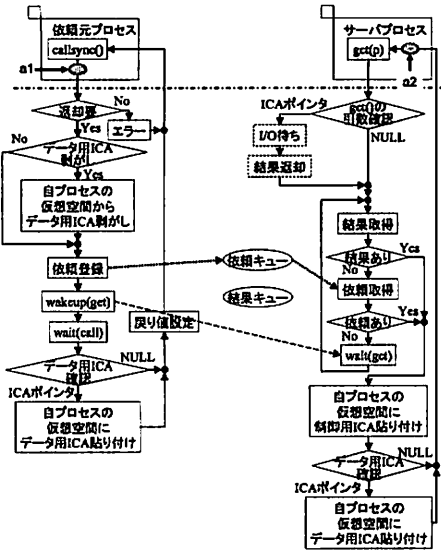 依頼元プロセス
callsync()
a1
返却要
No
Yes
エラー
データ用ICA
剥がし
No
Yes
自プロセスの
仮想空間から
データ用ICA剥がし
依頼登録
wakeup(get)
wait(call)
戻り値設定
データ用ICA
確認
NULL
ICAポインタ
自プロセスの
仮想空間に
データ用ICA貼り付け
依頼キュー
結果キュー
サーバプロセス
get(p)
a2
ICAポインタ
get()の
引数確認
I/O待ち
NULL
結果返却
結果取得
結果あり
Yes
No
依頼取得
依頼あり
Yes
No
wait(get)
自プロセスの
仮想空間に
制御用ICA貼り付け
データ用ICA
確認
NULL
ICAポインタ
自プロセスの
仮想空間に
データ用ICA貼り付け